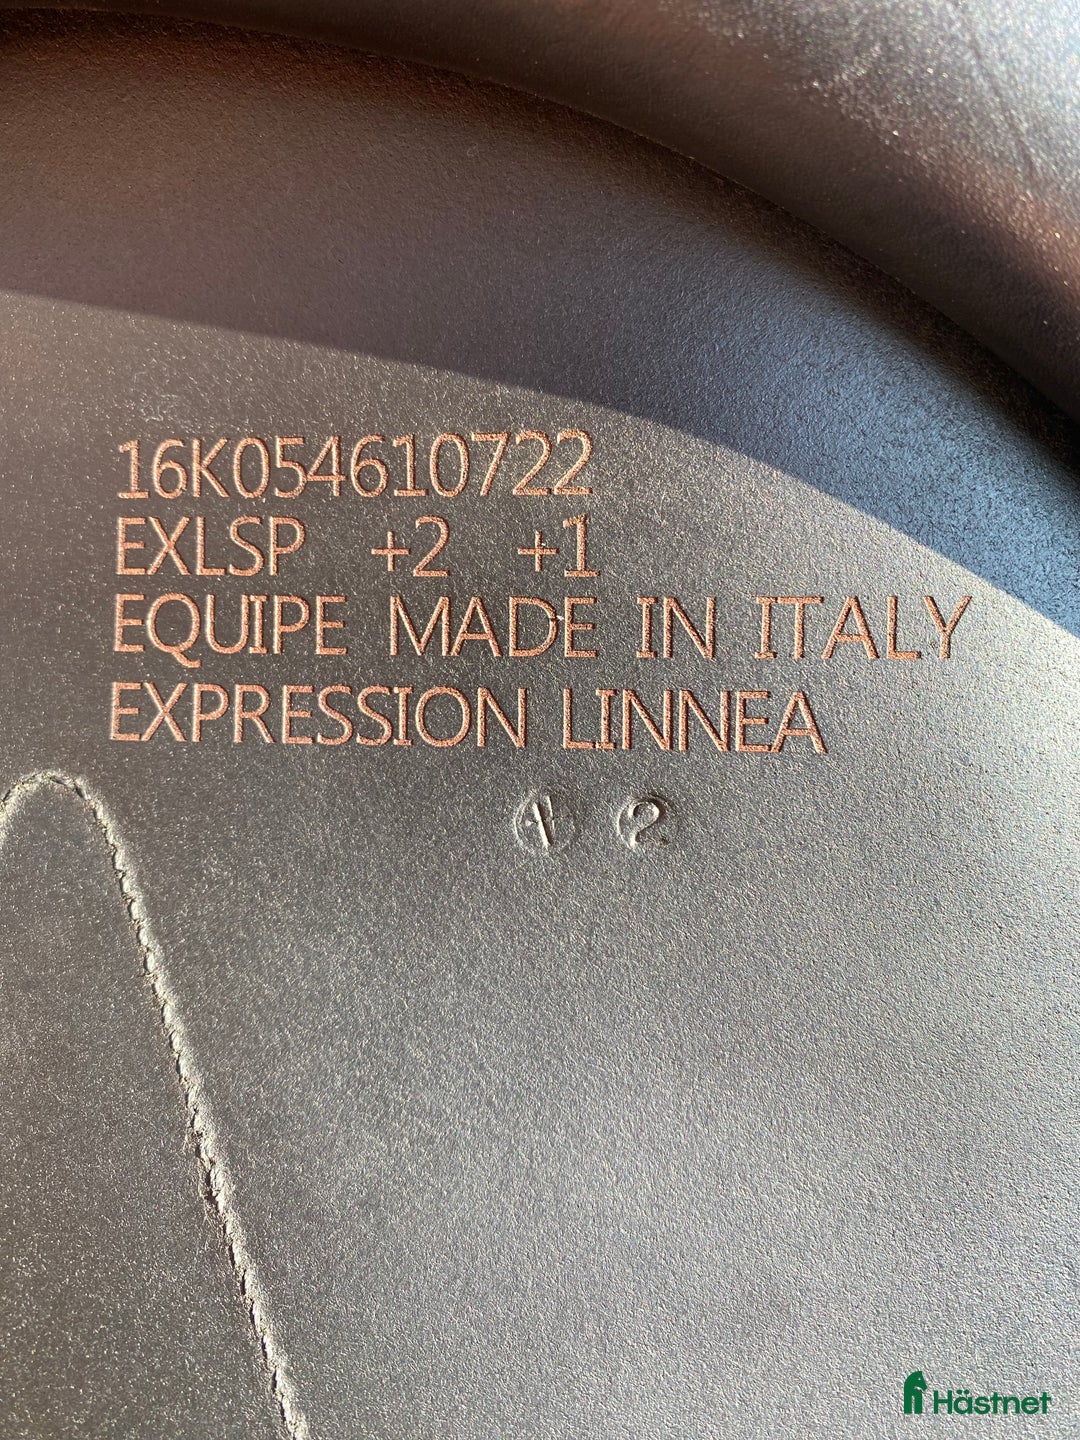 16K054610722
EXLSP +2 +1
EQUIPE MADE IN ITALY
EXPRESSION LINNEA
1 2
Hästnet